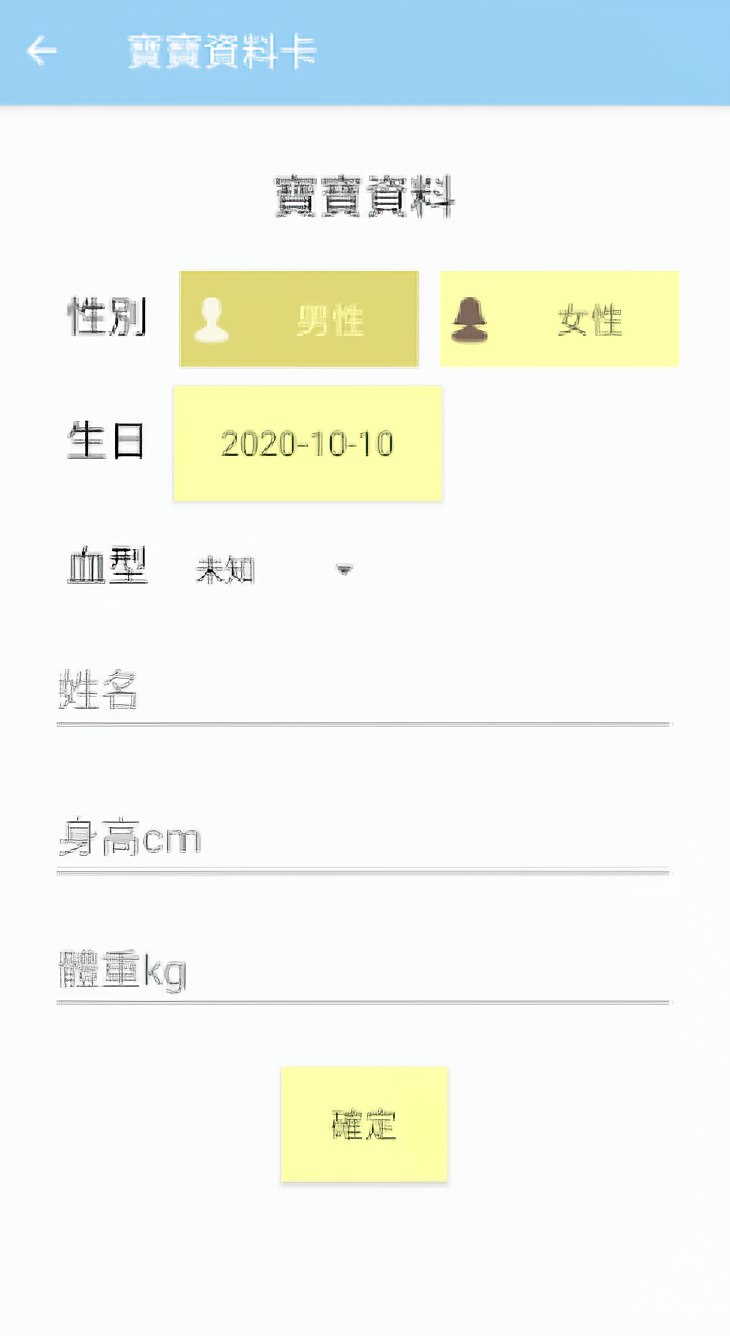 寶寶資料卡
寶寶資料
性別 男性 女性
生日 2020-10-10
血型 未知
姓名
身高cm
體重kg
確定